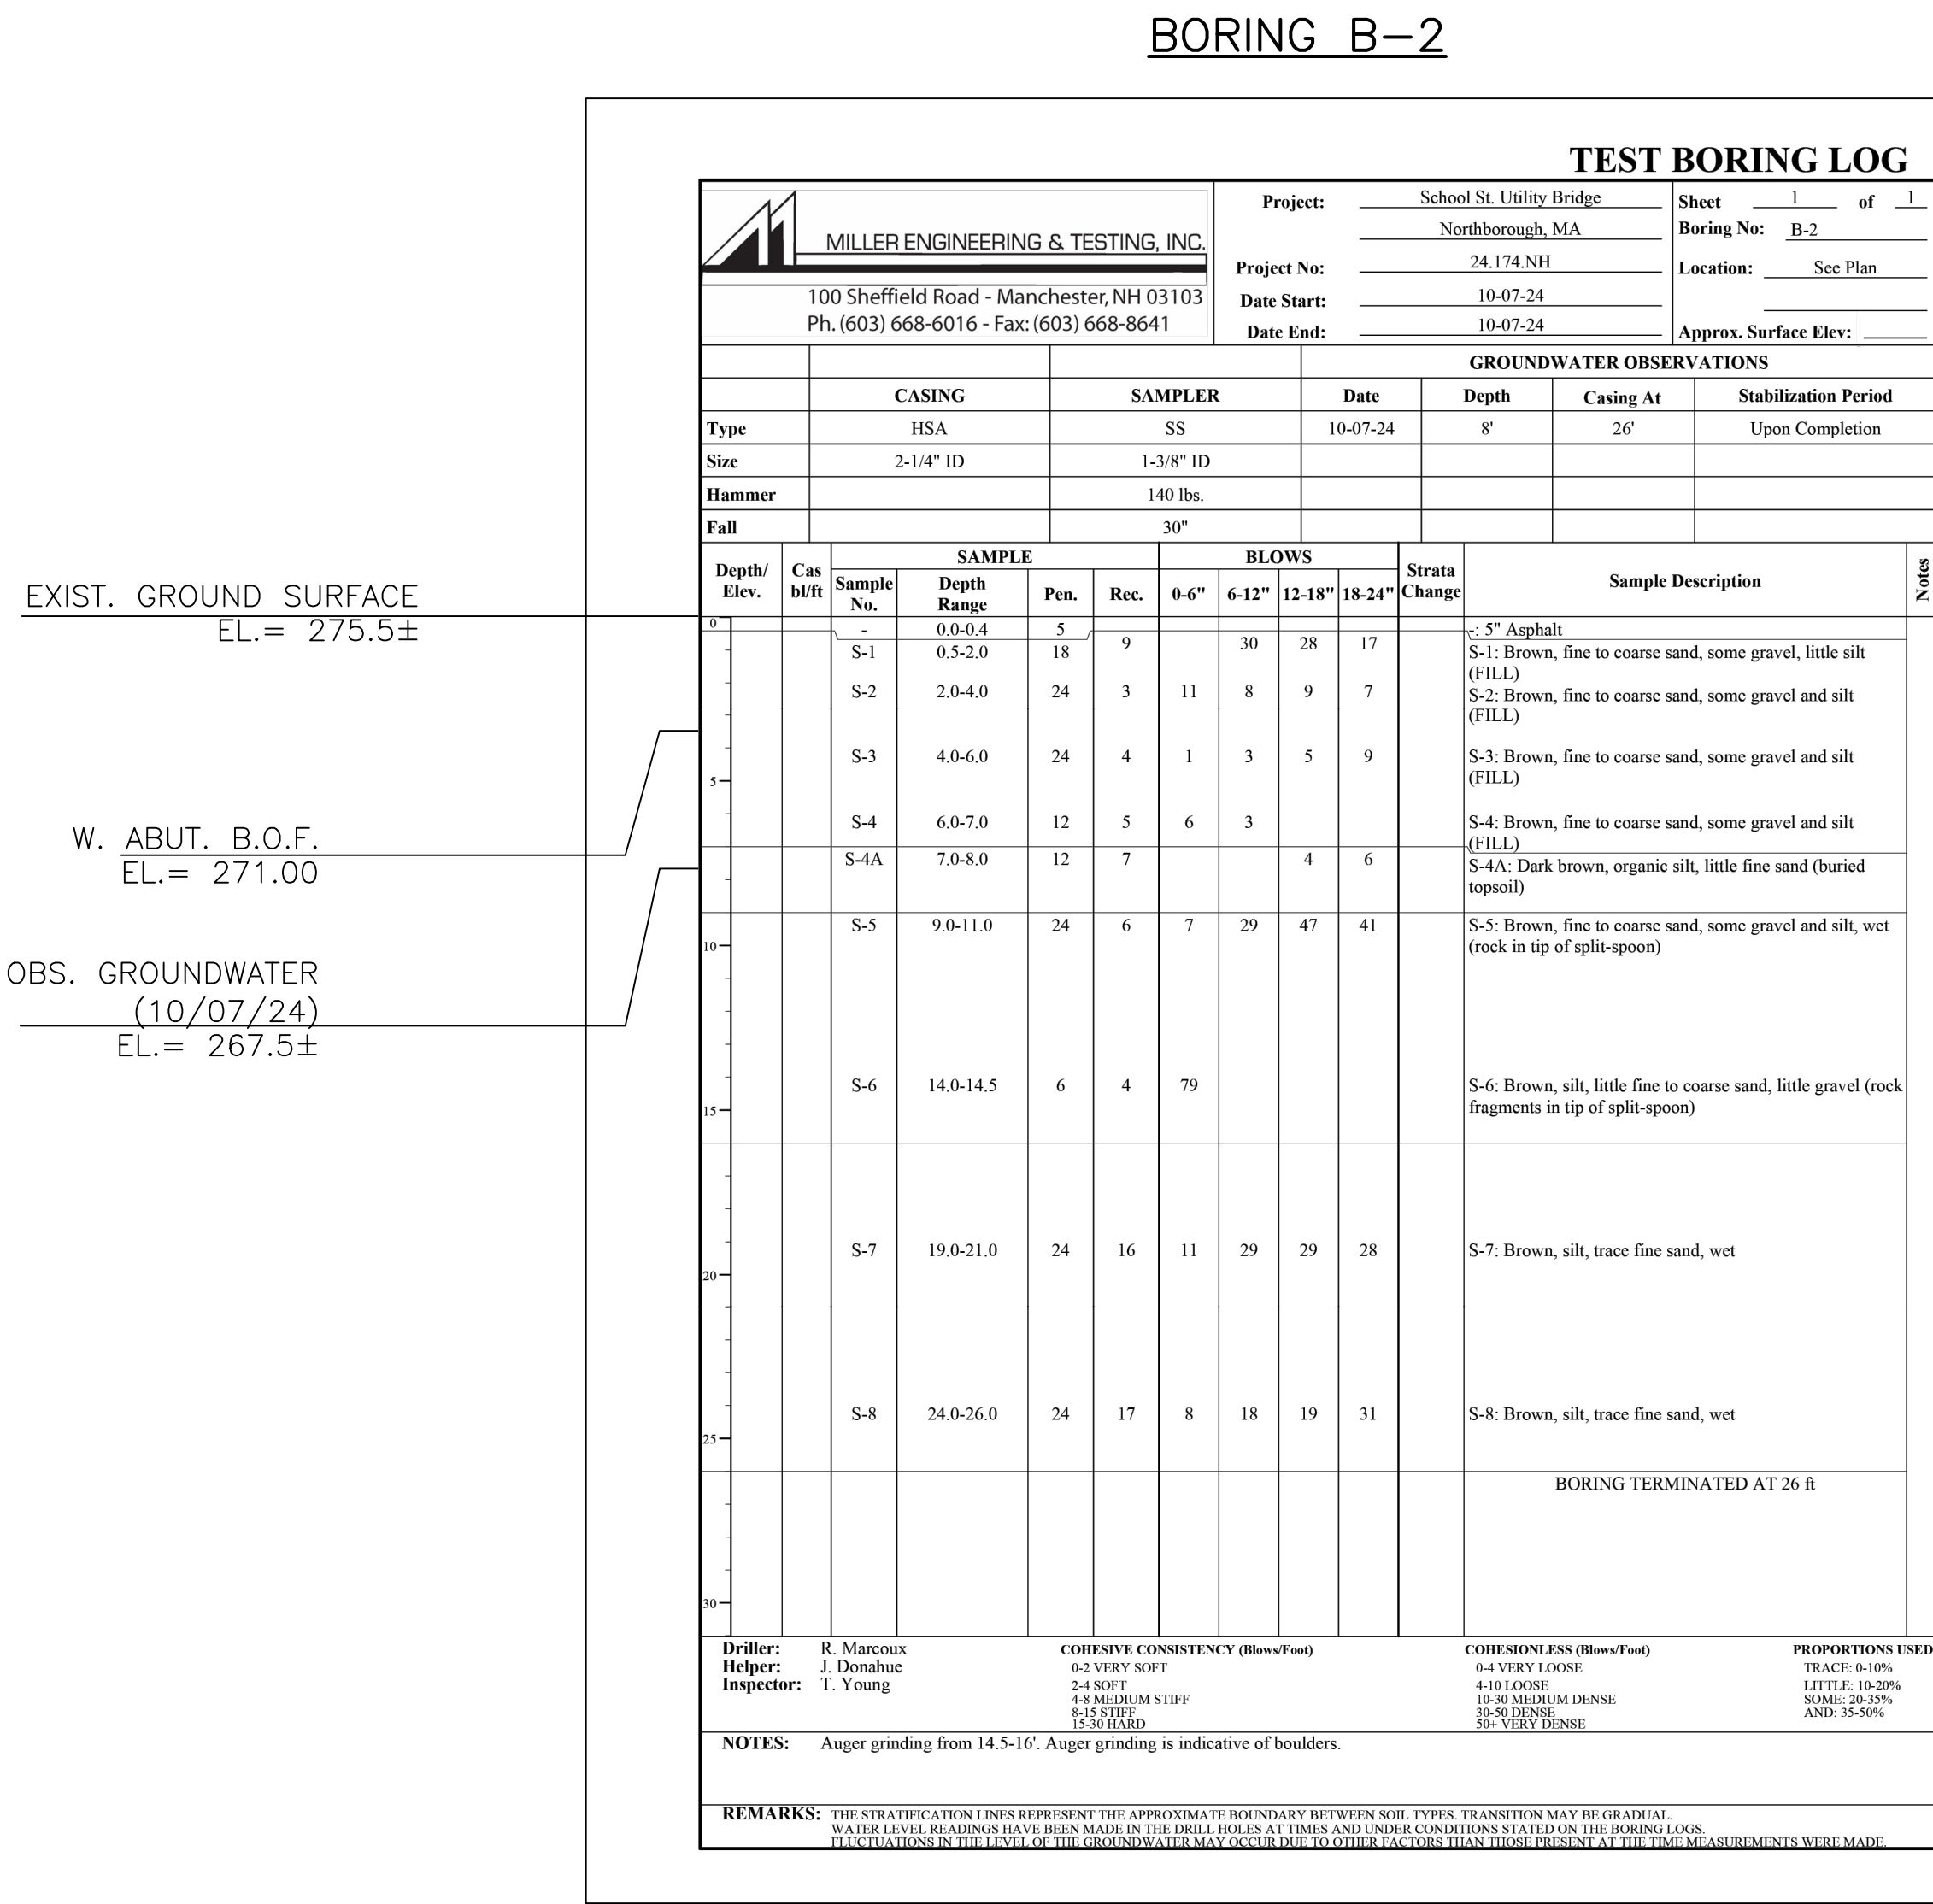 BORING B-2
TEST BORING LOG
MILLER ENGINEERING & TESTING, INC.
100 Sheffield Road - Manchester, NH 03103
Ph. (603) 668-6016 - Fax: (603) 668-8641
Project: School St. Utility Bridge
Northborough, MA
Project No: 24.174.NH
Date Start: 10-07-24
Date End: 10-07-24
Sheet 1 of 1
Boring No: B-2
Location: See Plan
Approx. Surface Elev:
GROUNDWATER OBSERVATIONS
CASING SAMPLER Date Depth Casing At Stabilization Period
Type HSA SS 10-07-24 8' 26' Upon Completion
Size 2-1/4" ID 1-3/8" ID
Hammer 140 lbs.
Fall 30"
Depth/ Elev. Cas bl/ft SAMPLE BLOWS Strata Change Sample Description Notes
Sample No. Depth Range Pen. Rec. 0-6" 6-12" 12-18" 18-24"
EXIST. GROUND SURFACE
EL.= 275.5±
W. ABUT. B.O.F.
EL.= 271.00
OBS. GROUNDWATER
(10/07/24)
EL.= 267.5±
0
- 0.0-0.4 5 -: 5" Asphalt
S-1 0.5-2.0 18 9 30 28 17 S-1: Brown, fine to coarse sand, some gravel, little silt
(FILL)
S-2 2.0-4.0 24 3 11 8 9 7 S-2: Brown, fine to coarse sand, some gravel and silt
(FILL)
S-3 4.0-6.0 24 4 1 3 5 9 S-3: Brown, fine to coarse sand, some gravel and silt
5 (FILL)
S-4 6.0-7.0 12 5 6 3 S-4: Brown, fine to coarse sand, some gravel and silt
(FILL)
S-4A 7.0-8.0 12 7 4 6 S-4A: Dark brown, organic silt, little fine sand (buried
topsoil)
S-5 9.0-11.0 24 6 7 29 47 41 S-5: Brown, fine to coarse sand, some gravel and silt, wet
10 (rock in tip of split-spoon)
S-6 14.0-14.5 6 4 79 S-6: Brown, silt, little fine to coarse sand, little gravel (rock
15 fragments in tip of split-spoon)
S-7 19.0-21.0 24 16 11 29 29 28 S-7: Brown, silt, trace fine sand, wet
20
S-8 24.0-26.0 24 17 8 18 19 31 S-8: Brown, silt, trace fine sand, wet
25
BORING TERMINATED AT 26 ft
30
Driller: R. Marcoux
Helper: J. Donahue
Inspector: T. Young
COHESIVE CONSISTENCY (Blows/Foot)
0-2 VERY SOFT
2-4 SOFT
4-8 MEDIUM STIFF
8-15 STIFF
15-30 HARD
COHESIONLESS (Blows/Foot)
0-4 VERY LOOSE
4-10 LOOSE
10-30 MEDIUM DENSE
30-50 DENSE
50+ VERY DENSE
PROPORTIONS USED
TRACE: 0-10%
LITTLE: 10-20%
SOME: 20-35%
AND: 35-50%
NOTES: Auger grinding from 14.5-16'. Auger grinding is indicative of boulders.
REMARKS: THE STRATIFICATION LINES REPRESENT THE APPROXIMATE BOUNDARY BETWEEN SOIL TYPES. TRANSITION MAY BE GRADUAL.
WATER LEVEL READINGS HAVE BEEN MADE IN THE DRILL HOLES AT TIMES AND UNDER CONDITIONS STATED ON THE BORING LOGS.
FLUCTUATIONS IN THE LEVEL OF THE GROUNDWATER MAY OCCUR DUE TO OTHER FACTORS THAN THOSE PRESENT AT THE TIME MEASUREMENTS WERE MADE.